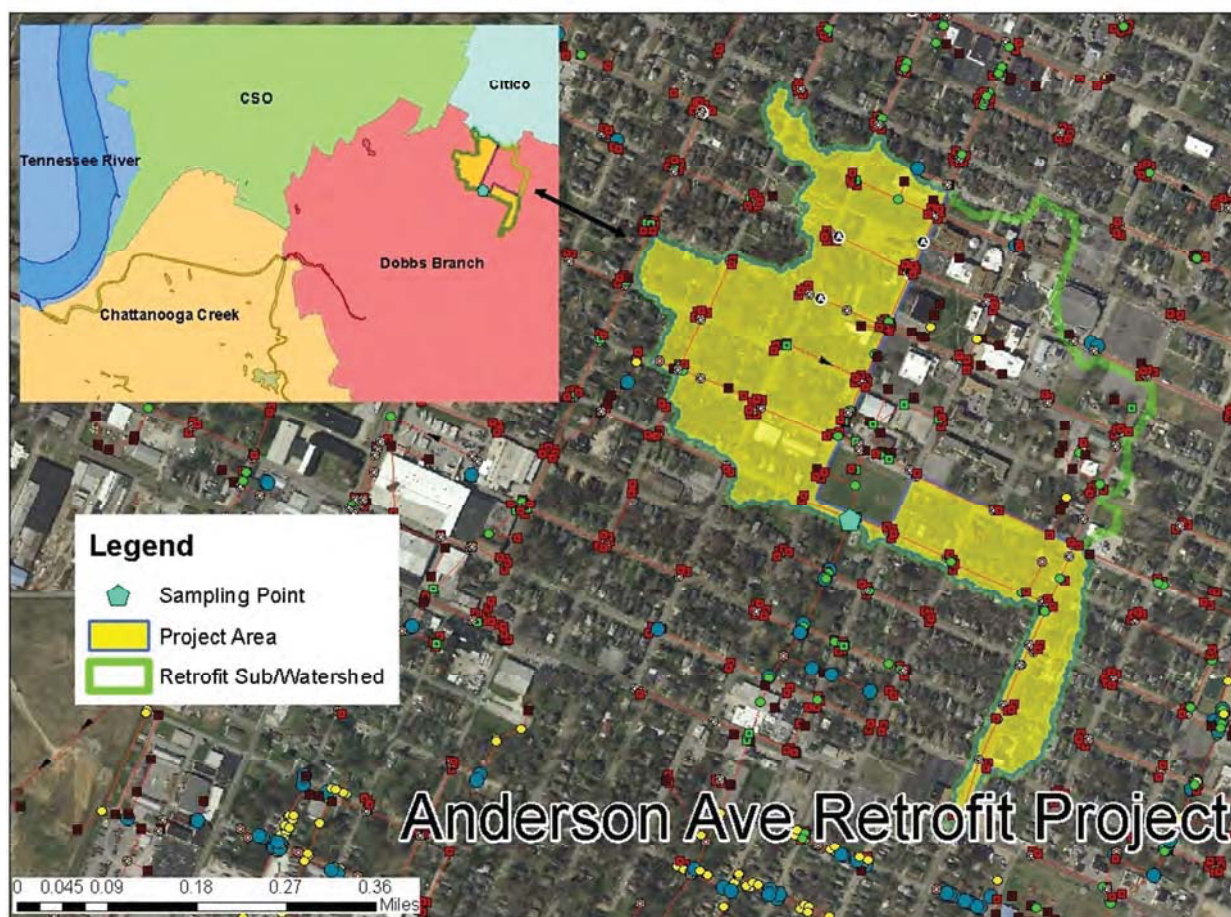 CSO
Citico
Tennessee River
Dobbs Branch
Chattanooga Creek
A
A
A
A
Legend
Sampling Point
Project Area
Retrofit Sub/Watershed
Anderson Ave Retrofit Project
0 0.045 0.09 0.18 0.27 0.36
Miles